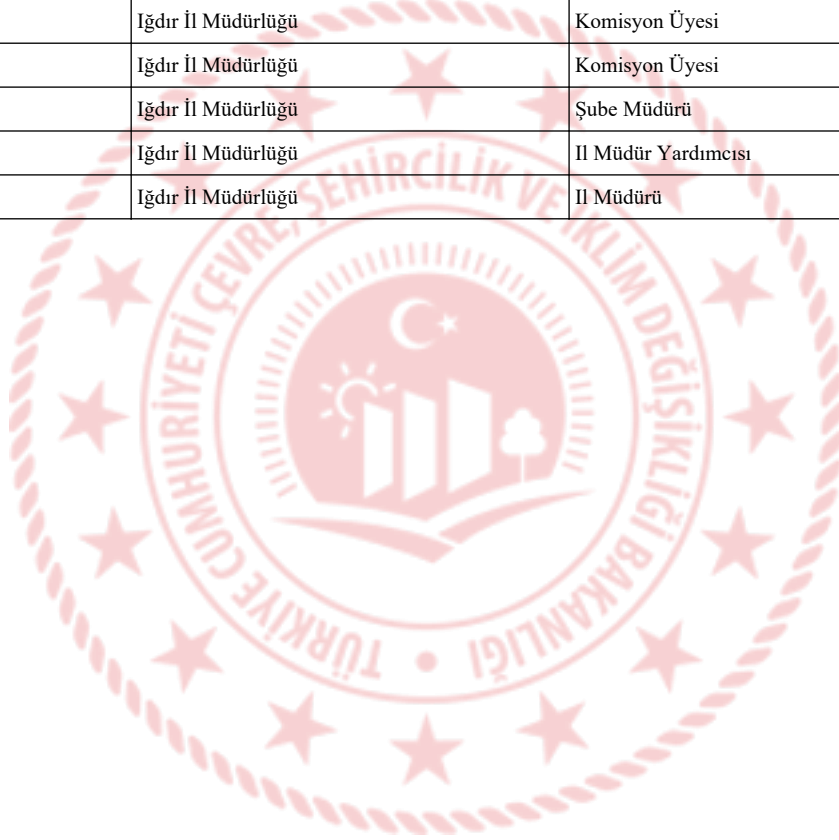 Iğdır İl Müdürlüğü Komisyon Üyesi
Iğdır İl Müdürlüğü Komisyon Üyesi
Iğdır İl Müdürlüğü Şube Müdürü
Iğdır İl Müdürlüğü Il Müdür Yardımcısı
Iğdır İl Müdürlüğü Il Müdürü
TÜRKİYE CUMHURİYETİ ÇEVRE, ŞEHİRCİLİK VE İKLİM DEĞİŞİKLİĞİ BAKANLIĞI